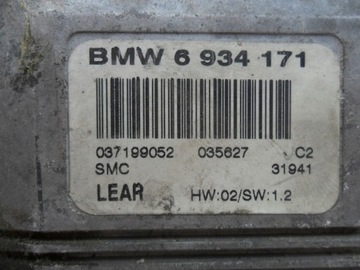 BMW 6 934 171
037199052 035627 C2
SMC 31941
LEAR HW:02/SW:1.2